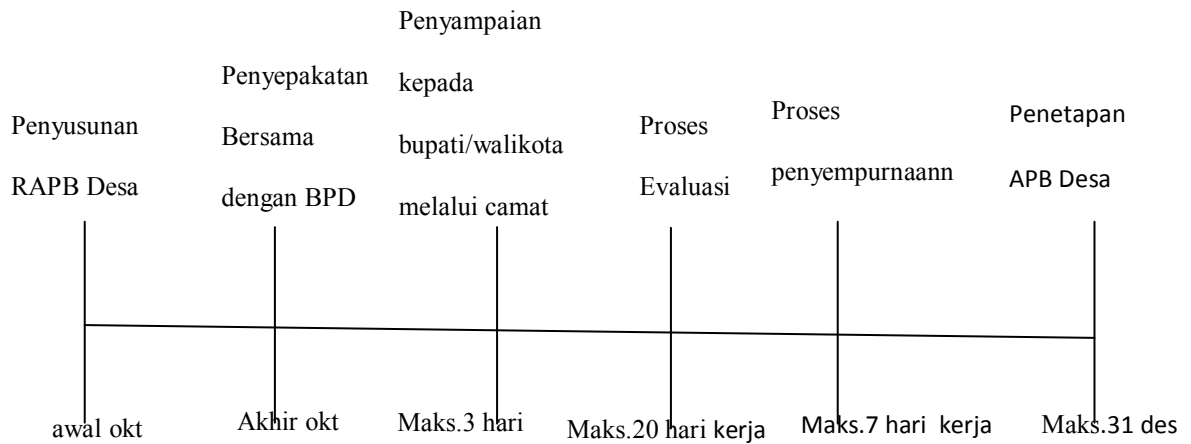 Penyusunan
RAPB Desa
Penyepakatan
Bersama
dengan BPD
Penyampaian
kepada
bupati/walikota
melalui camat
Proses
Evaluasi
Proses
penyempurnaann
Penetapan
APB Desa
awal okt
Akhir okt
Maks.3 hari
Maks.20 hari kerja
Maks.7 hari kerja
Maks.31 des